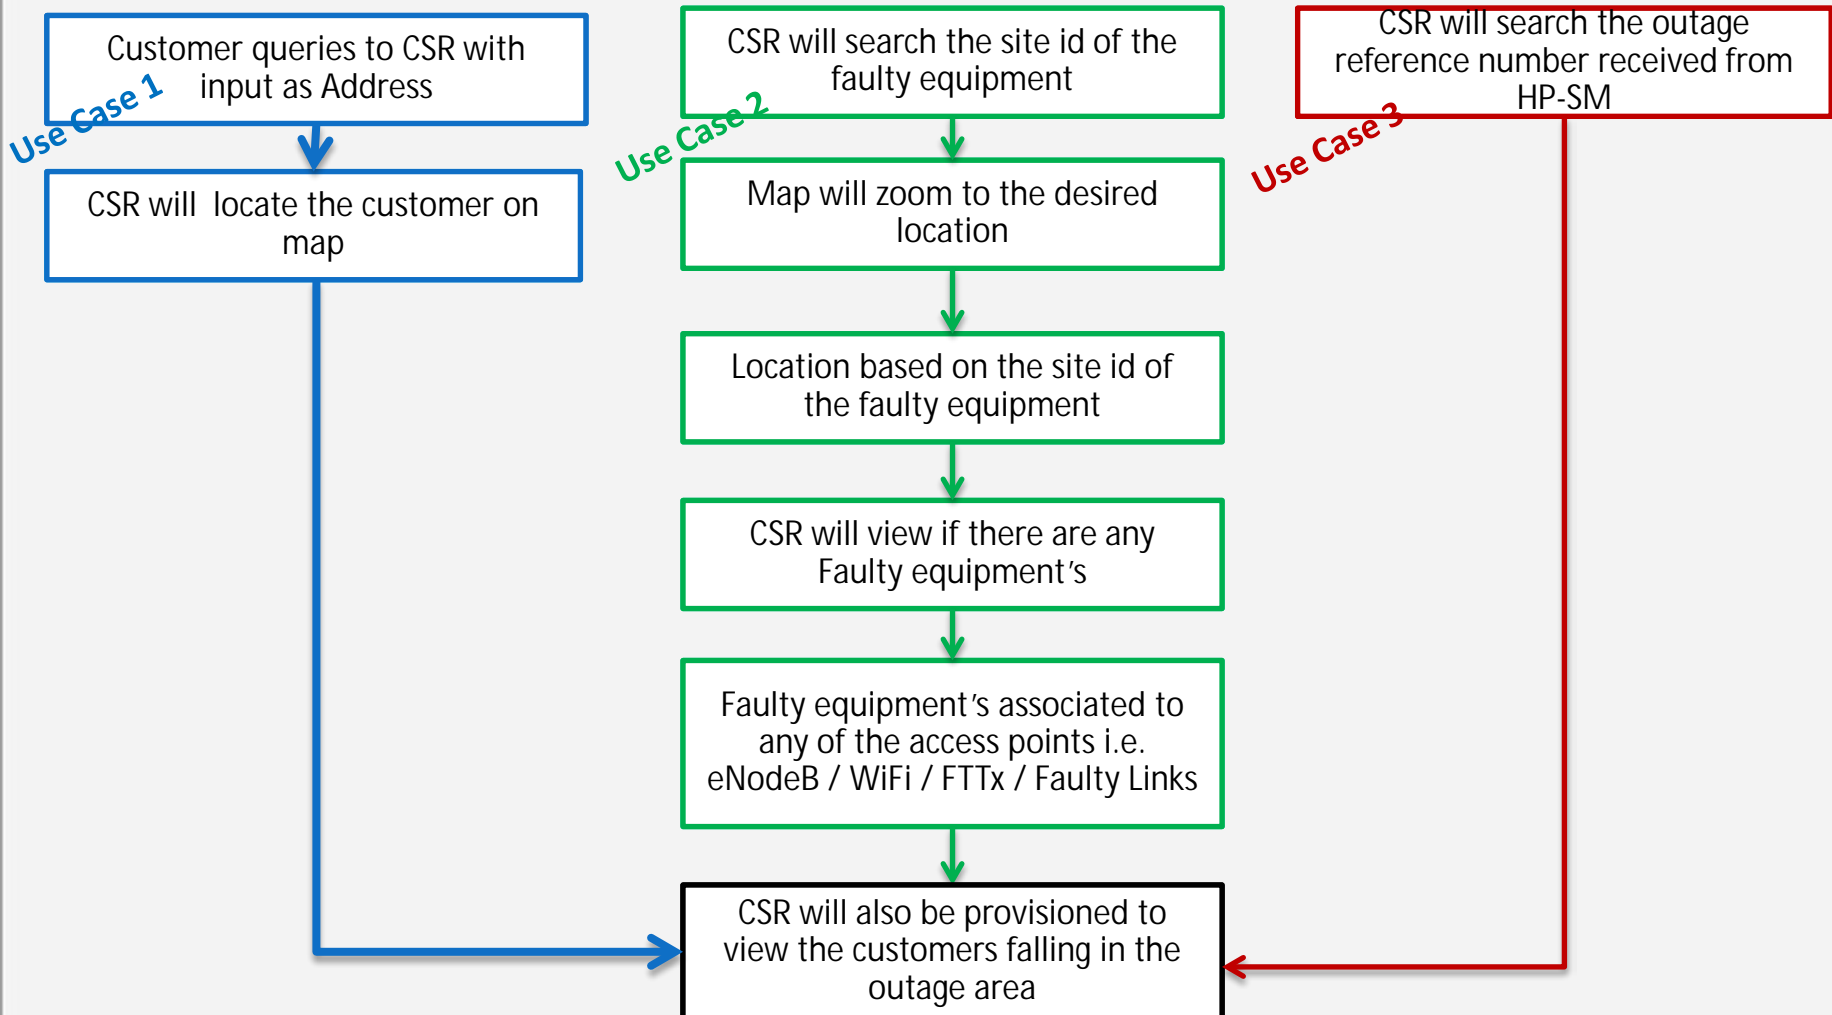 Customer queries to CSR with
input as Address
Use Case 1
CSR will locate the customer on
map
CSR will search the site id of the
faulty equipment
Use Case 2
Map will zoom to the desired
location
Location based on the site id of
the faulty equipment
CSR will view if there are any
Faulty equipment’s
Faulty equipment’s associated to
any of the access points i.e.
eNodeB / WiFi / FTTx / Faulty Links
CSR will search the outage
reference number received from
HP-SM
Use Case 3
CSR will also be provisioned to
view the customers falling in the
outage area